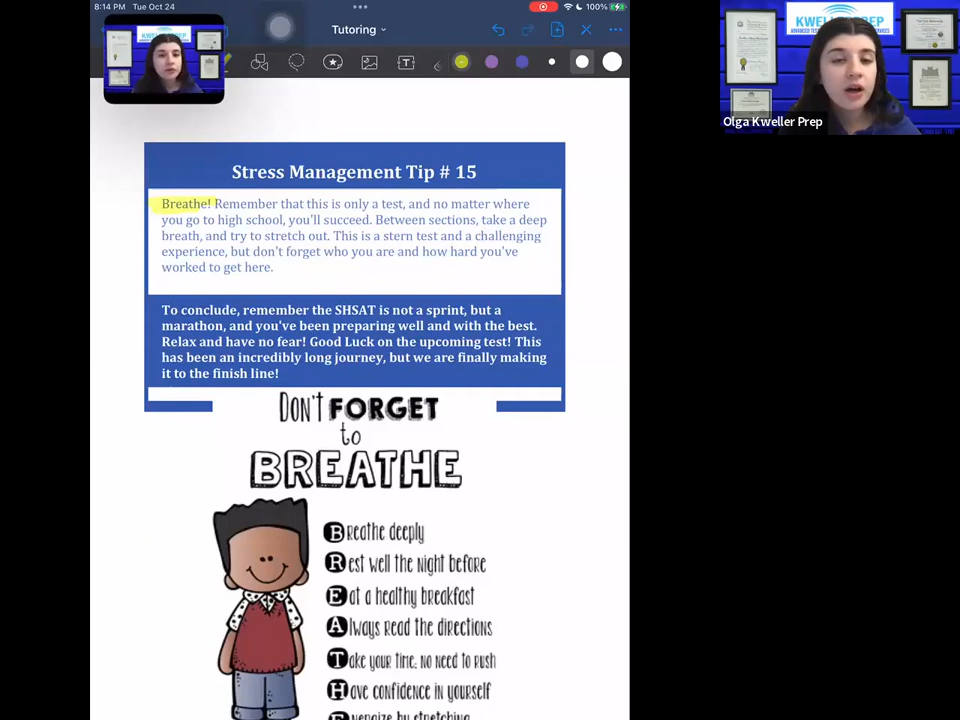 8:14 PM Tue Oct 24
100%
Tutoring
KWELLER PREP
Olga Kweller Prep
Stress Management Tip # 15
Breathe! Remember that this is only a test, and no matter where
you go to high school, you'll succeed. Between sections, take a deep
breath, and try to stretch out. This is a stern test and a challenging
experience, but don't forget who you are and how hard you've
worked to get here.
To conclude, remember the SHSAT is not a sprint, but a
marathon, and you've been preparing well and with the best.
Relax and have no fear! Good Luck on the upcoming test! This
has been an incredibly long journey, but we are finally making
it to the finish line!
DON'T FORGET
to
BREATHE
Breathe deeply
Rest well the night before
Eat a healthy breakfast
Always read the directions
Take your time; no need to rush
Have confidence in yourself
Energize by stretching